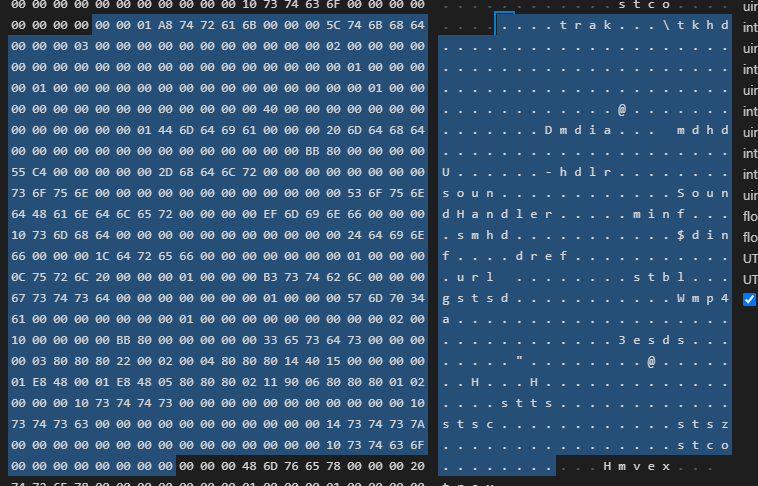 00 00 00 00 00 00 00 00 00 00 00 10 73 74 63 6F 00 00 00 00 . . . . . . . . . . . . s t c o . . . .
00 00 00 00 00 00 01 A8 74 72 61 6B 00 00 00 5C 74 6B 68 64 . . . . . . . . t r a k . . . \ t k h d
00 00 00 03 00 00 00 00 00 00 00 00 00 00 00 02 00 00 00 00 . . . . . . . . . . . . . . . . . . . .
00 00 00 00 00 00 00 00 00 00 00 00 00 00 00 00 01 00 00 00 . . . . . . . . . . . . . . . . . . . .
00 01 00 00 00 00 00 00 00 00 00 00 00 00 00 00 00 01 00 00 . . . . . . . . . . . . . . . . . . . .
00 00 00 00 00 00 00 00 00 00 00 00 40 00 00 00 00 00 00 00 . . . . . . . . . . . . @ . . . . . . .
00 00 00 00 00 00 01 44 6D 64 69 61 00 00 00 20 6D 64 68 64 . . . . . . . D m d i a . . .   m d h d
00 00 00 00 00 00 00 00 00 00 00 00 00 00 BB 80 00 00 00 00 . . . . . . . . . . . . . . . . . . . .
55 C4 00 00 00 00 00 2D 68 64 6C 72 00 00 00 00 00 00 00 00 U . . . . . . - h d l r . . . . . . . .
73 6F 75 6E 00 00 00 00 00 00 00 00 00 00 00 00 53 6F 75 6E s o u n . . . . . . . . . . . . S o u n
64 48 61 6E 64 6C 65 72 00 00 00 00 EF 6D 69 6E 66 00 00 00 d H a n d l e r . . . . . m i n f . . .
10 73 6D 68 64 00 00 00 00 00 00 00 00 00 00 00 24 64 69 6E . s m h d . . . . . . . . . . . $ d i n
66 00 00 00 1C 64 72 65 66 00 00 00 00 00 00 00 01 00 00 00 f . . . . d r e f . . . . . . . . . . .
0C 75 72 6C 20 00 00 00 01 00 00 00 B3 73 74 62 6C 00 00 00 . u r l   . . . . . . . . s t b l . . .
67 73 74 73 64 00 00 00 00 00 00 00 01 00 00 00 57 6D 70 34 g s t s d . . . . . . . . . . . W m p 4
61 00 00 00 00 00 00 00 01 00 00 00 00 00 00 00 00 00 02 00 a . . . . . . . . . . . . . . . . . . .
10 00 00 00 00 BB 80 00 00 00 00 00 33 65 73 64 73 00 00 00 . . . . . . . . . . . . 3 e s d s . . .
00 03 80 80 80 22 00 02 00 04 80 80 80 14 40 15 00 00 00 00 . . . . . " . . . . . . . . @ . . . . .
01 E8 48 00 01 E8 48 05 80 80 80 02 11 90 06 80 80 80 01 02 . . H . . . H . . . . . . . . . . . . .
00 00 00 10 73 74 74 73 00 00 00 00 00 00 00 00 00 00 00 10 . . . . s t t s . . . . . . . . . . . .
73 74 73 63 00 00 00 00 00 00 00 00 00 00 00 14 73 74 73 7A s t s c . . . . . . . . . . . . s t s z
00 00 00 00 00 00 00 00 00 00 00 00 00 00 00 10 73 74 63 6F . . . . . . . . . . . . . . . . s t c o
00 00 00 00 00 00 00 00 00 00 00 48 6D 76 65 78 00 00 00 20 . . . . . . . . . . . H m v e x . . .